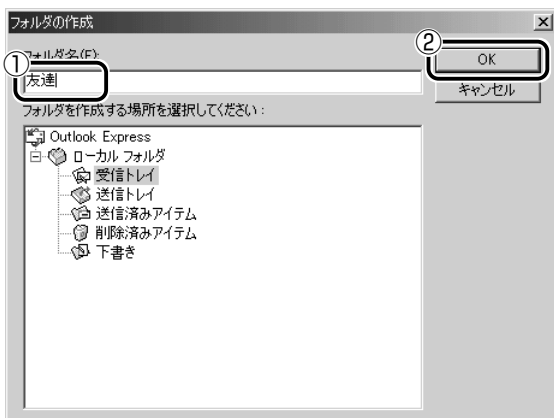 フォルダの作成
フォルダ名(F):
②
OK
①
友達
キャンセル
フォルダを作成する場所を選択してください:
Outlook Express
ローカル フォルダ
受信トレイ
送信トレイ
送信済みアイテム
削除済みアイテム
下書き